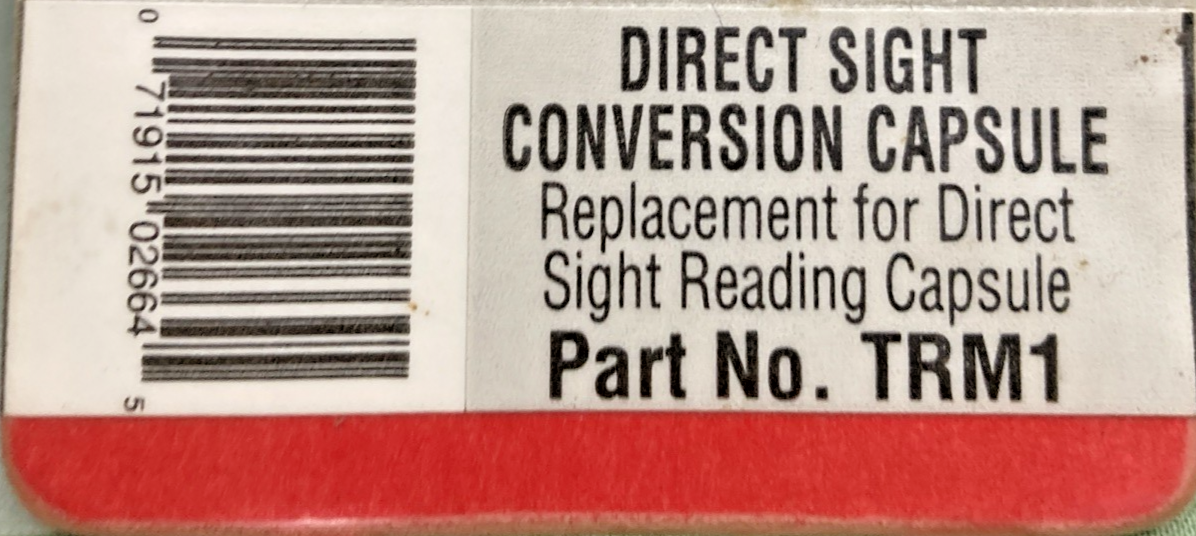 0 71915 02664 5
DIRECT SIGHT
CONVERSION CAPSULE
Replacement for Direct
Sight Reading Capsule
Part No. TRM1